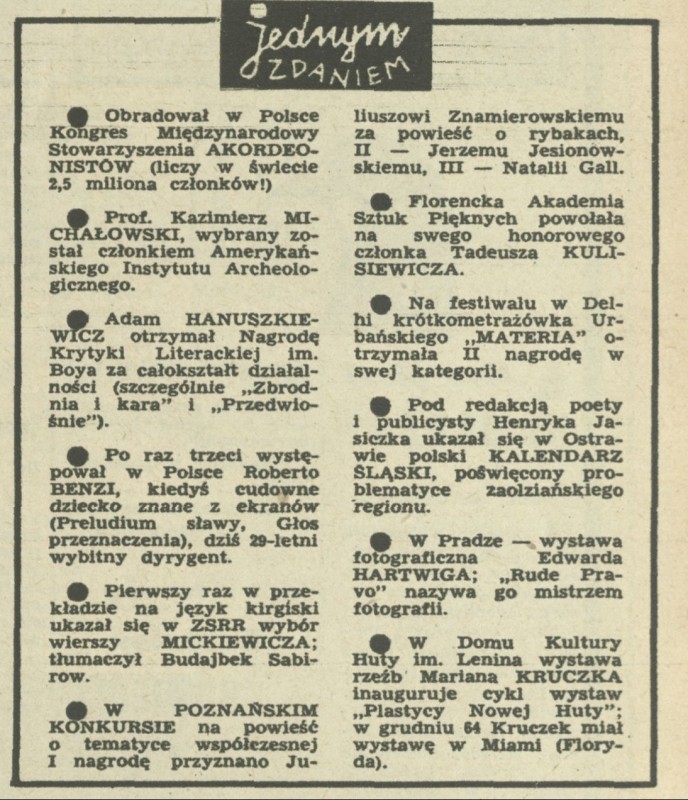 jednym
ZDANIEM
● Obradował w Polsce
Kongres Międzynarodowy
Stowarzyszenia AKORDEO-
NISTÓW (liczy w świecie
2,5 miliona członków!)
● Prof. Kazimierz MI-
CHAŁOWSKI, wybrany zo-
stał członkiem Amerykań-
skiego Instytutu Archeolo-
gicznego.
● Adam HANUSZKIE-
WICZ otrzymał Nagrodę
Krytyki Literackiej im.
Boya za całokształt działal-
ności (szczególnie „Zbrod-
nia i kara" i „Przedwio-
śnie").
● Po raz trzeci wystę-
pował w Polsce Roberto
BENZI, kiedyś cudowne
dziecko znane z ekranów
(Preludium sławy, Głos
przeznaczenia), dziś 29-letni
wybitny dyrygent.
● Pierwszy raz w prze-
kładzie na język kirgiski
ukazał się w ZSRR wybór
wierszy MICKIEWICZA;
tłumaczył Budajbek Sabi-
row.
● W POZNAŃSKIM
KONKURSIE na powieść
o tematyce współczesnej
I nagrodę przyznano Ju-
liuszowi Znamierowskiemu
za powieść o rybakach,
II — Jerzemu Jesionow-
skiemu, III — Natalii Gall.
● Florencka Akademia
Sztuk Pięknych powołała
na swego honorowego
członka Tadeusza KULI-
SIEWICZA.
● Na festiwalu w Del-
hi krótkometrażówka Ur-
bańskiego „MATERIA" o-
trzymała II nagrodę w
swej kategorii.
● Pod redakcją poety
i publicysty Henryka Ja-
siczka ukazał się w Ostra-
wie polski KALENDARZ
ŚLĄSKI, poświęcony pro-
blematyce zaolziańskiego
regionu.
● W Pradze — wystawa
fotograficzna Edwarda
HARTWIGA; „Rude Pra-
vo" nazywa go mistrzem
fotografii.
● W Domu Kultury
Huty im. Lenina wystawa
rzeźb Mariana KRUCZKA
inauguruje cykl wystaw
„Plastycy Nowej Huty";
w grudniu 64 Kruczek miał
wystawę w Miami (Flory-
da).